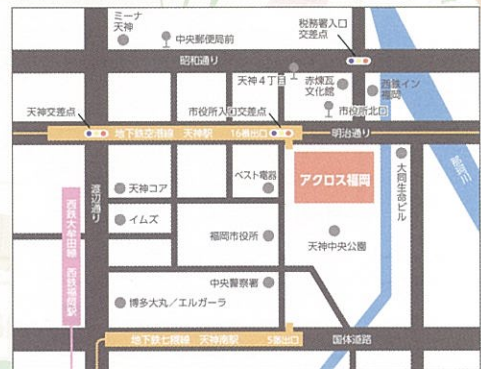 ミーナ
天神
中央郵便局前
税務署入口
交差点
昭和通り
天神4丁目
赤煉瓦
文化館
西鉄イン
福岡
天神交差点
市役所入口交差点
市役所北口
地下鉄空港線 天神駅 16番出口
明治通り
那珂川
渡辺通り
天神コア
ベスト電器
アクロス福岡
大同生命ビル
イムズ
西鉄大牟田線 西鉄福岡駅
福岡市役所
天神中央公園
中央警察署
博多大丸/エルガーラ
地下鉄七隈線 天神南駅 5番出口
国体道路